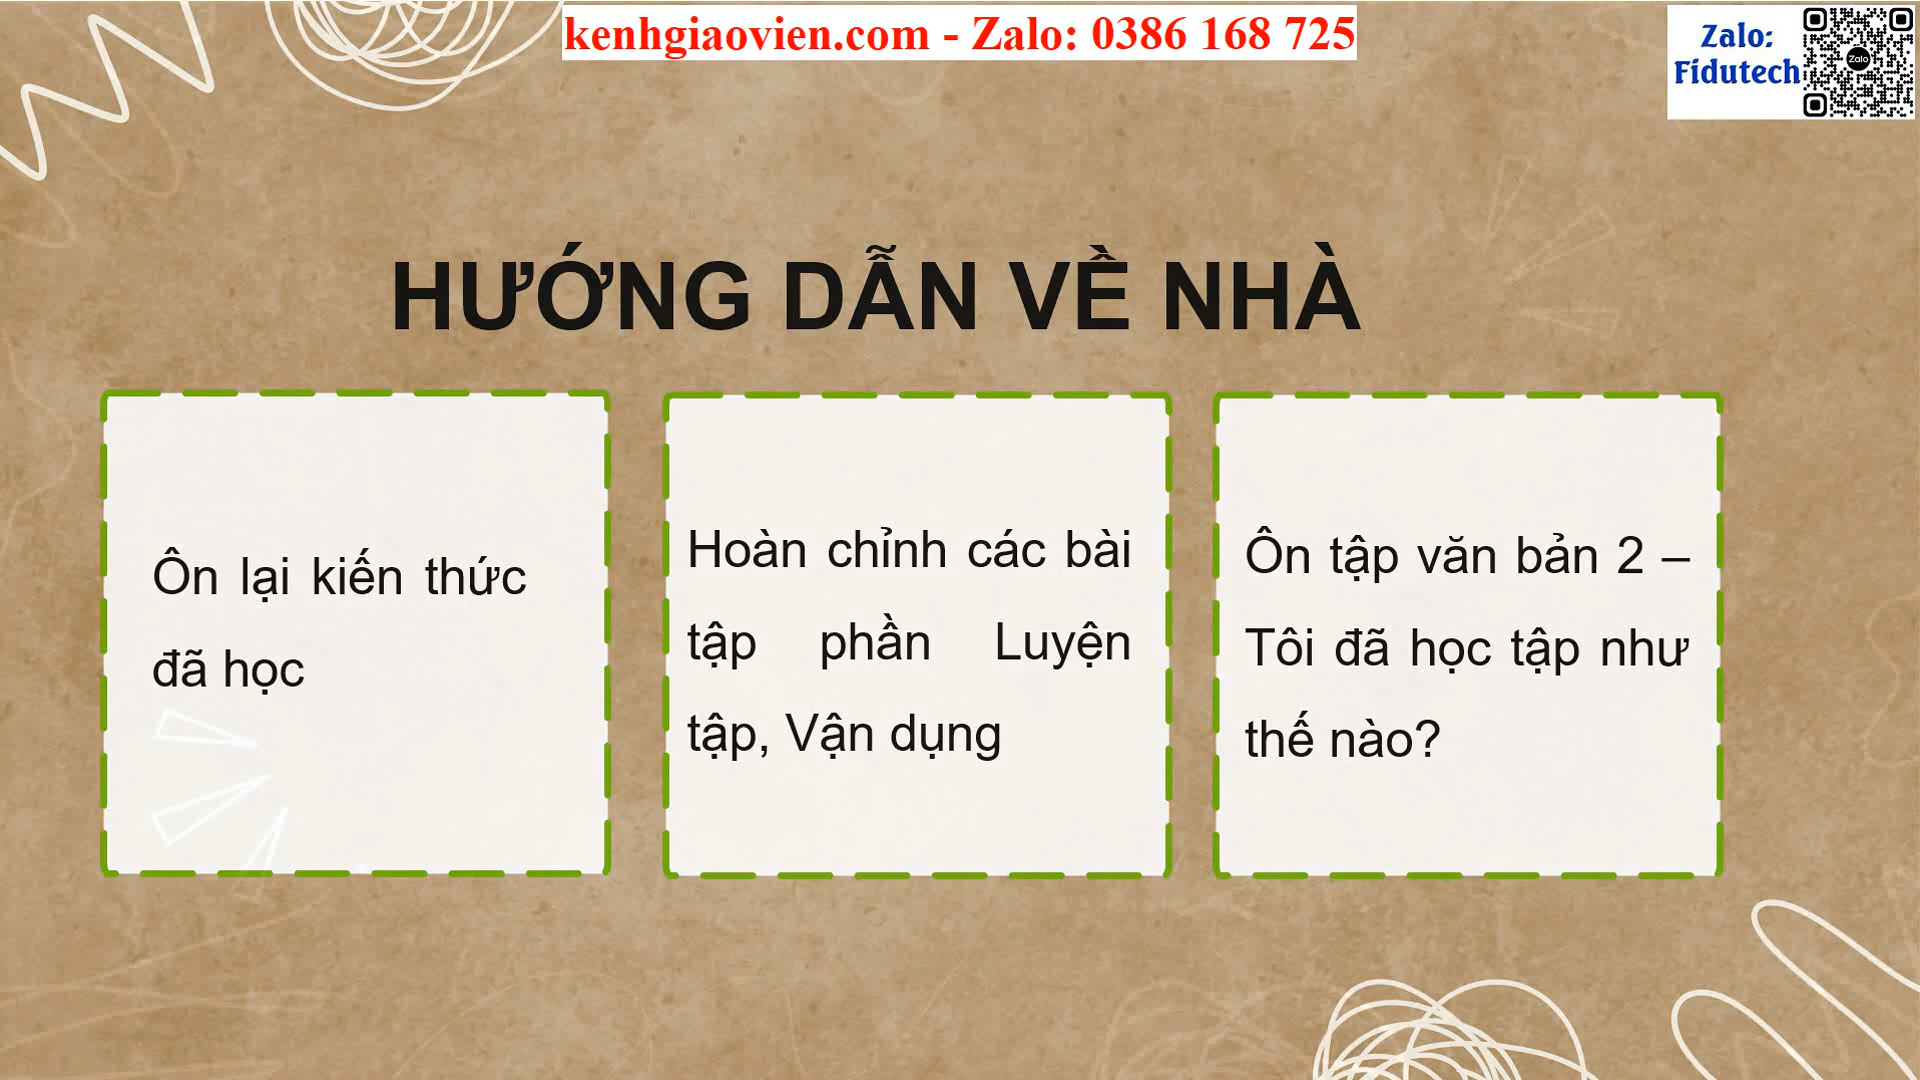 kenhgiaovien.com - Zalo: 0386 168 725
Zalo:
Fidutech
Zalo
HƯỚNG DẪN VỀ NHÀ
Ôn lại kiến thức
đã học
Hoàn chỉnh các bài
tập phần Luyện
tập, Vận dụng
Ôn tập văn bản 2 –
Tôi đã học tập như
thế nào?